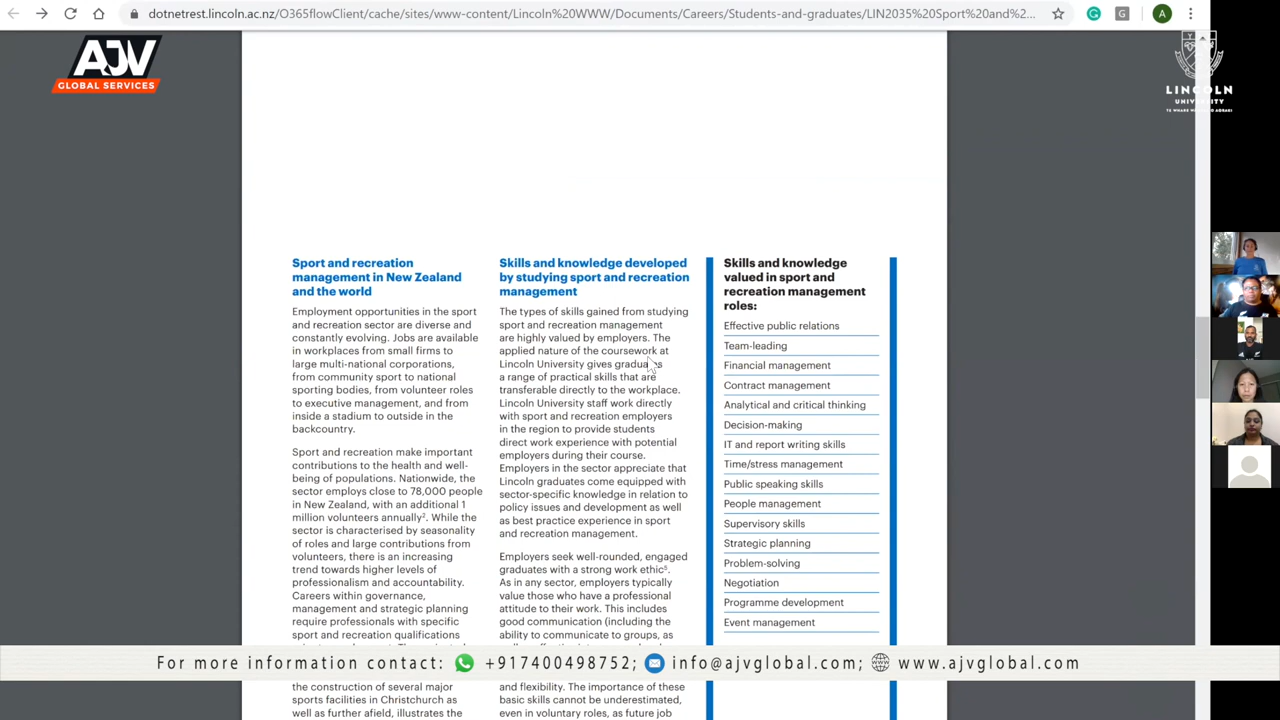 dotnetrest.lincoln.ac.nz/O365flowClient/cache/sites/www-content/Lincoln%20WWW/Documents/Careers/Students-and-graduates/LIN2035%20Sport%20and%2...
G
A
AJV
GLOBAL SERVICES
LINCOLN
UNIVERSITY
TE WHARE WĀNAKA O AORAKI
Sport and recreation
management in New Zealand
and the world
Employment opportunities in the sport
and recreation sector are diverse and
constantly evolving. Jobs are available
in workplaces from small firms to
large multi-national corporations,
from community sport to national
sporting bodies, from volunteer roles
to executive management, and from
inside a stadium to outside in the
backcountry.
Sport and recreation make important
contributions to the health and well-
being of populations. Nationwide, the
sector employs close to 78,000 people
in New Zealand, with an additional 1
million volunteers annually². While the
sector is characterised by seasonality
of roles and large contributions from
volunteers, there is an increasing
trend towards higher levels of
professionalism and accountability.
Careers within governance,
management and strategic planning
require professionals with specific
sport and recreation qualifications
the construction of several major
sports facilities in Christchurch as
well as further afield, illustrates the
Skills and knowledge developed
by studying sport and recreation
management
The types of skills gained from studying
sport and recreation management
are highly valued by employers. The
applied nature of the coursework at
Lincoln University gives graduates
a range of practical skills that are
transferable directly to the workplace.
Lincoln University staff work directly
with sport and recreation employers
in the region to provide students
direct work experience with potential
employers during their course.
Employers in the sector appreciate that
Lincoln graduates come equipped with
sector-specific knowledge in relation to
policy issues and development as well
as best practice experience in sport
and recreation management.
Employers seek well-rounded, engaged
graduates with a strong work ethic⁵.
As in any sector, employers typically
value those who have a professional
attitude to their work. This includes
good communication (including the
ability to communicate to groups, as
and flexibility. The importance of these
basic skills cannot be underestimated,
even in voluntary roles, as future job
Skills and knowledge
valued in sport and
recreation management
roles:
Effective public relations
Team-leading
Financial management
Contract management
Analytical and critical thinking
Decision-making
IT and report writing skills
Time/stress management
Public speaking skills
People management
Supervisory skills
Strategic planning
Problem-solving
Negotiation
Programme development
Event management
For more information contact: +917400498752; info@ajvglobal.com; www.ajvglobal.com